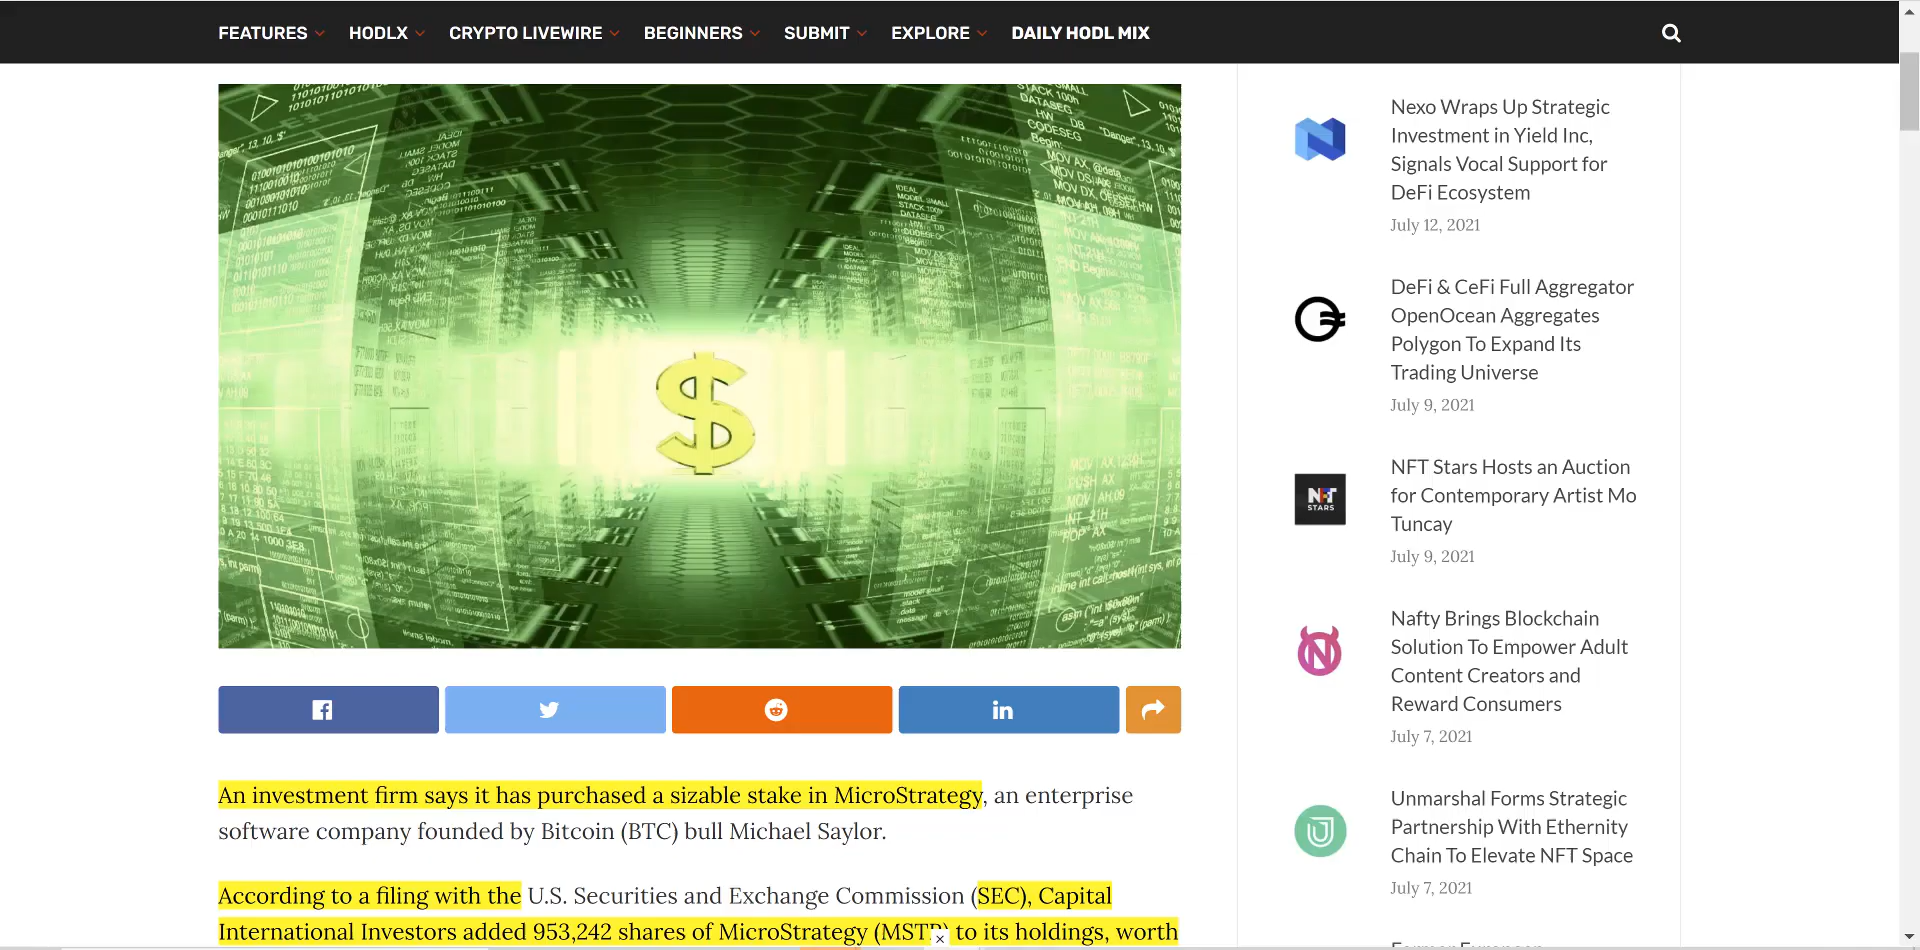 FEATURES HODLX CRYPTO LIVEWIRE BEGINNERS SUBMIT EXPLORE DAILY HODL MIX
An investment firm says it has purchased a sizable stake in MicroStrategy, an enterprise
software company founded by Bitcoin (BTC) bull Michael Saylor.
According to a filing with the U.S. Securities and Exchange Commission (SEC), Capital
International Investors added 953,242 shares of MicroStrategy (MSTR) to its holdings, worth
Nexo Wraps Up Strategic
Investment in Yield Inc,
Signals Vocal Support for
DeFi Ecosystem
July 12, 2021
DeFi & CeFi Full Aggregator
OpenOcean Aggregates
Polygon To Expand Its
Trading Universe
July 9, 2021
NFT
STARS
NFT Stars Hosts an Auction
for Contemporary Artist Mo
Tuncay
July 9, 2021
Nafty Brings Blockchain
Solution To Empower Adult
Content Creators and
Reward Consumers
July 7, 2021
Unmarshal Forms Strategic
Partnership With Ethernity
Chain To Elevate NFT Space
July 7, 2021